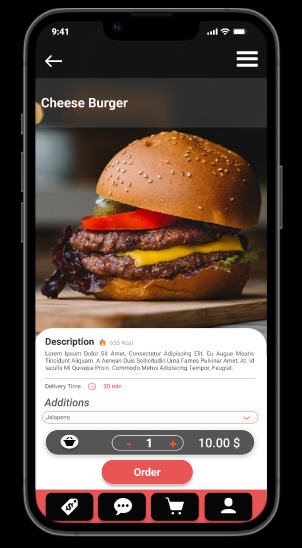 9:41
Cheese Burger
Description 655 Kcal
Lorem Ipsum Dolor Sit Amet, Consectetur Adipiscing Elit. Eu Augue Mauris
Tincidunt Aliquam. A Aenean Duis Sollicitudin Urna Fames Pulvinar Amet, At. Id
Iaculis Mi Quisque Proin. Commodo Metus Adipiscing Tempor, Feugiat.
Delivery Time 30 min
Additions
Jalapeno
- 1 + 10.00 $
Order